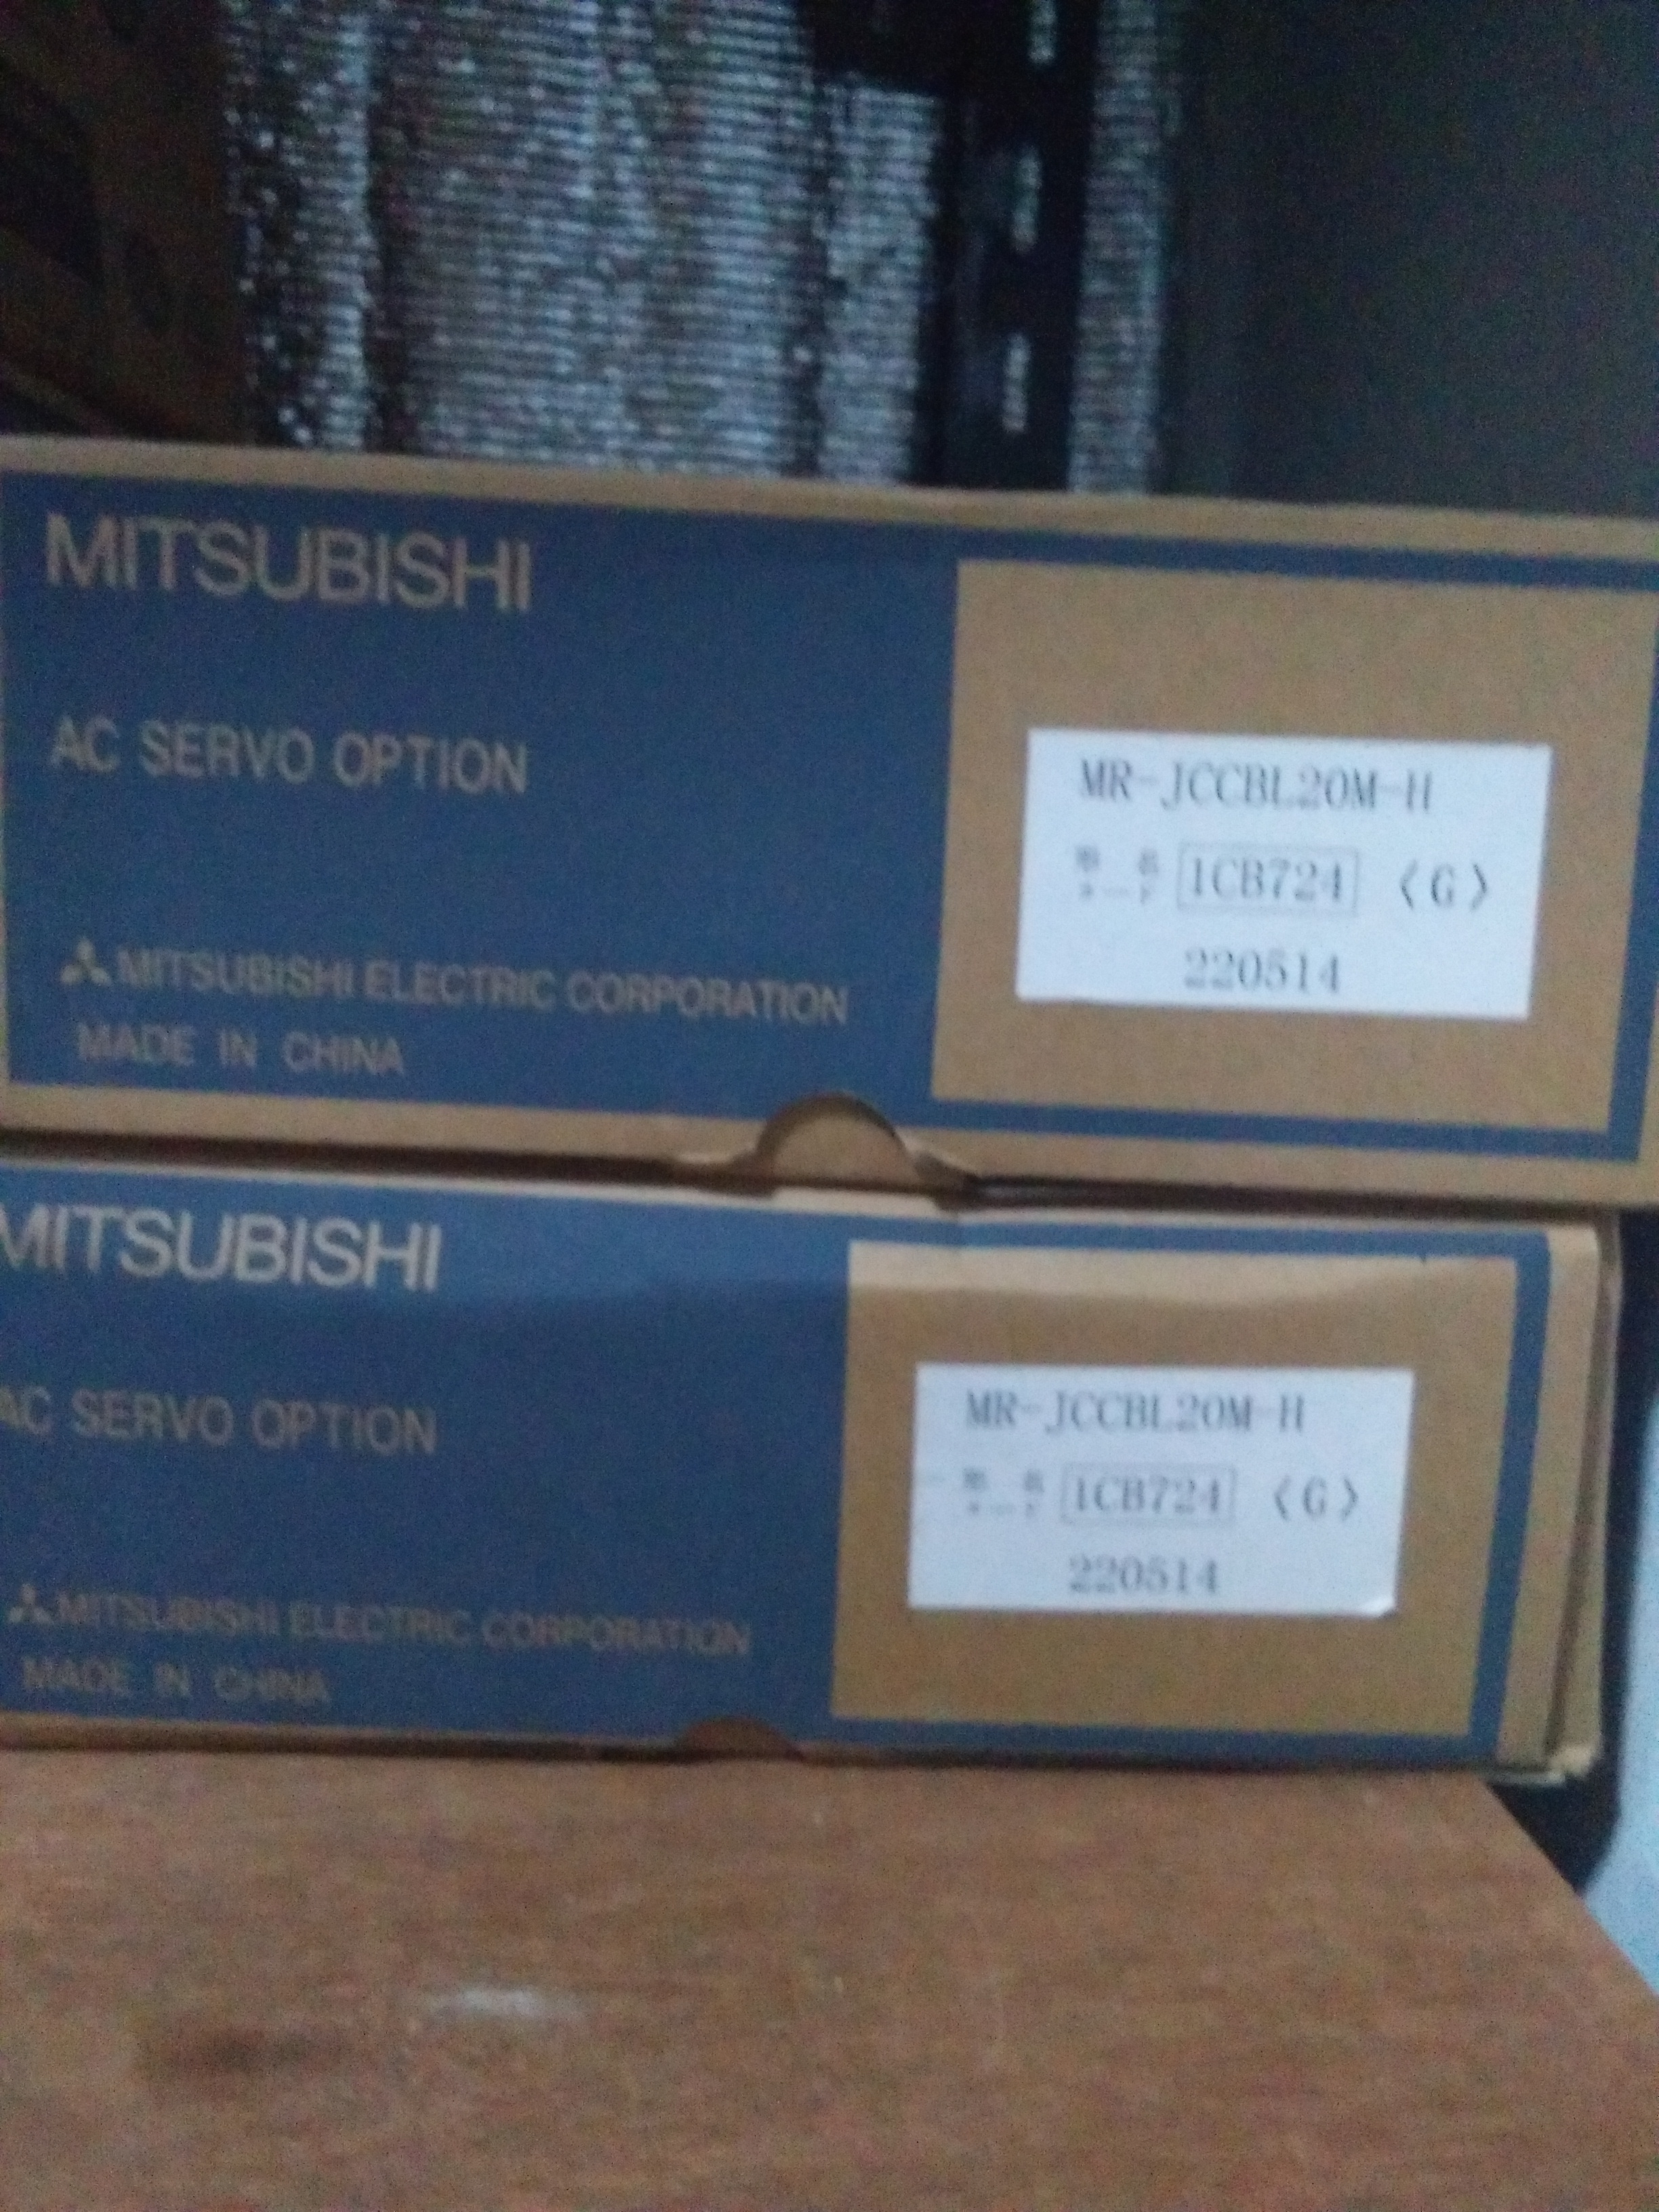 MITSUBISHI
AC SERVO OPTION
MITSUBISHI ELECTRIC CORPORATION
MADE IN CHINA
MR-JCCBL20M-H
1CB724 〈G〉
220514
MITSUBISHI
AC SERVO OPTION
MITSUBISHI ELECTRIC CORPORATION
MADE IN CHINA
MR-JCCBL20M-H
1CB724 〈G〉
220514